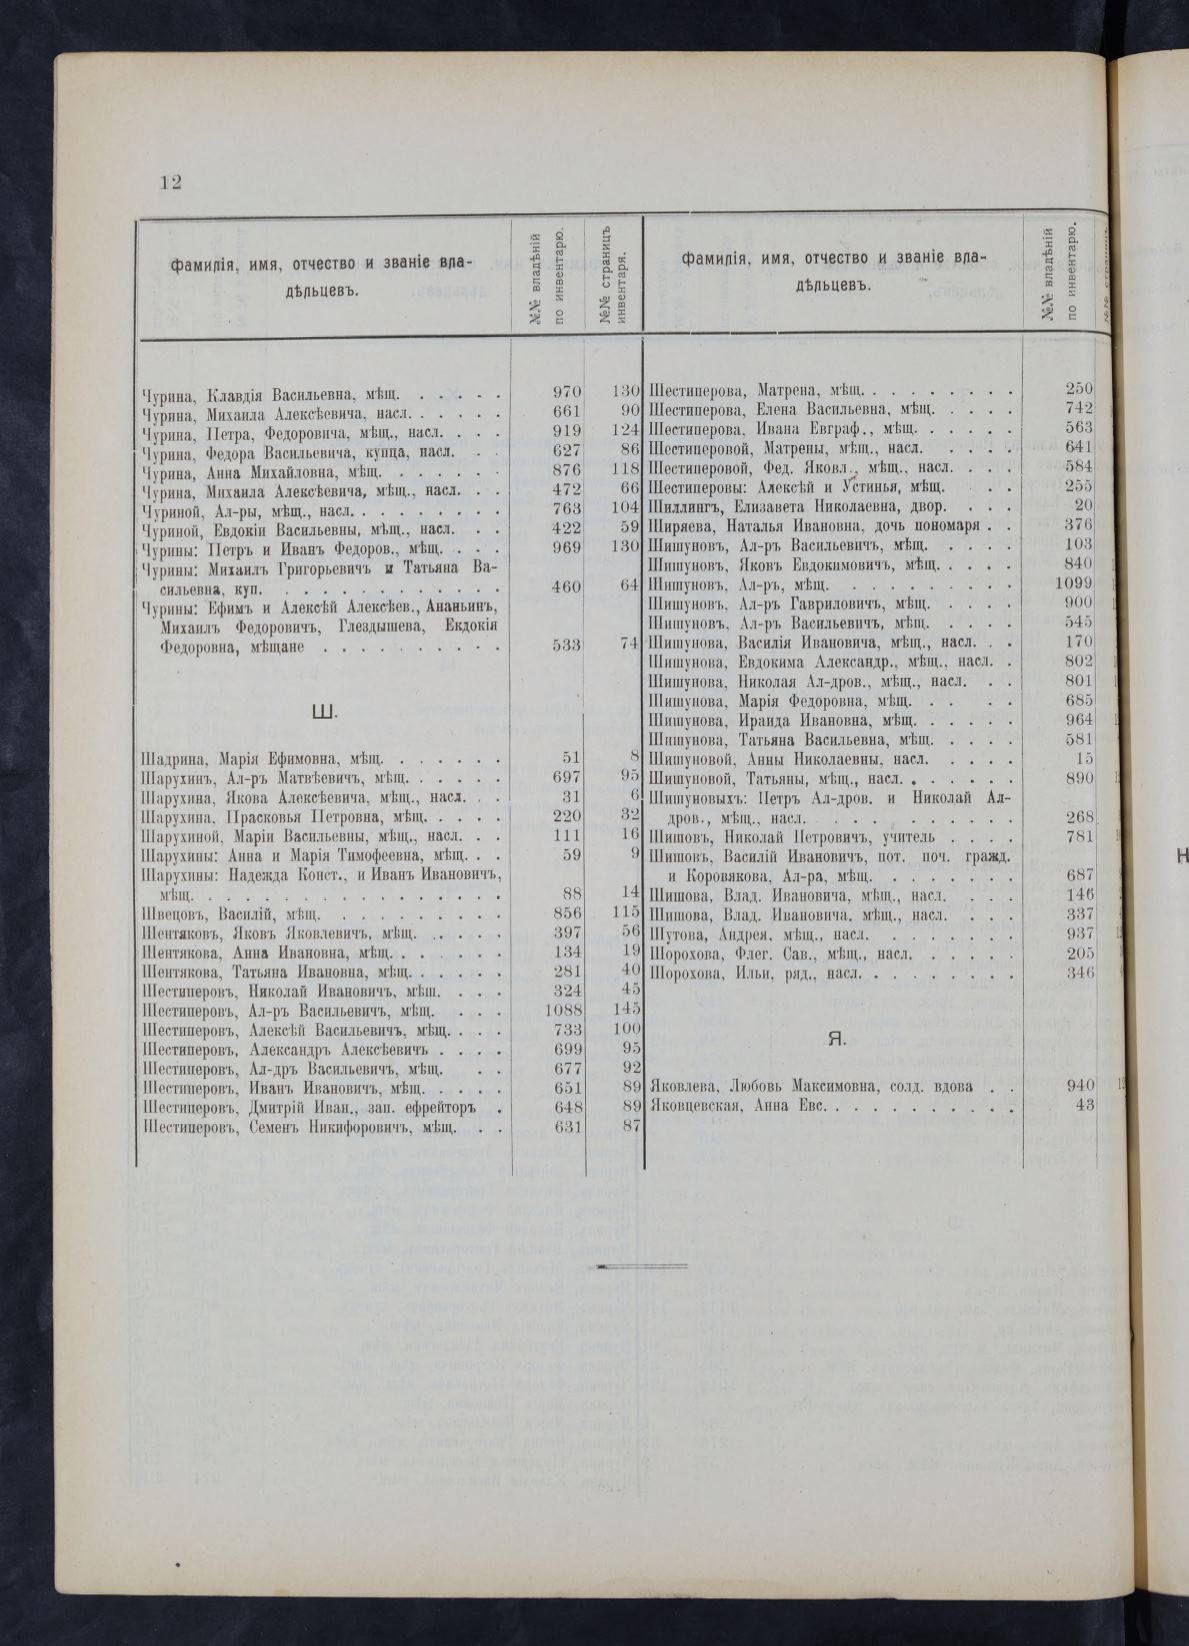 12
Фамилія, имя, отчество и званіе вла-
дѣльцевъ.
№№ владѣній
по инвентарю.
№№ страницъ
инвентаря.
Чурина, Клавдія Васильевна, мѣщ. . . . . . 970 130
Чурина, Михаила Алексѣевича, насл. . . . . . 661 90
Чурина, Петра, Федоровича, мѣщ., насл. . . . 919 124
Чурина, Федора Васильевича, купца, насл. . . 627 86
Чурина, Анна Михайловна, мѣщ. . . . . . . 876 118
Чурина, Михаила Алексѣевича, мѣщ., насл. . . 472 66
Чуриной, Ал-ры, мѣщ., насл. . . . . . . . . 763 104
Чуриной, Евдокіи Васильевны, мѣщ., насл. . . 422 59
Чурины: Петръ и Иванъ Федоров., мѣщ. . . . 969 130
Чурины: Михаилъ Григорьевичъ и Татьяна Ва-
сильевна, куп. . . . . . . . . . . . . 460 64
Чурины: Ефимъ и Алексѣй Алексѣев., Ананьинъ,
Михаилъ Федоровичъ, Глездышева, Екдокія
Федоровна, мѣщане . . . . . . . . . . 533 74
Ш.
Шадрина, Марія Ефимовна, мѣщ. . . . . . . 51 8
Шарухинъ, Ал-ръ Матвѣевичъ, мѣщ. . . . . . 697 95
Шарухина, Якова Алексѣевича, мѣщ., насл. . . 31 6
Шарухина, Прасковья Петровна, мѣщ. . . . . 220 32
Шарухиной, Маріи Васильевны, мѣщ., насл. . . 111 16
Шарухины: Анна и Марія Тимофеевна, мѣщ. . . 59 9
Шарухины: Надежда Конст., и Иванъ Ивановичъ,
мѣщ. . . . . . . . . . . . . . . . . 88 14
Швецовъ, Василій, мѣщ. . . . . . . . . . 856 115
Шентяковъ, Яковъ Яковлевичъ, мѣщ. . . . . . 397 56
Шентякова, Анна Ивановна, мѣщ. . . . . . . 134 19
Шентякова, Татьяна Ивановна, мѣщ. . . . . . 281 40
Шестиперовъ, Николай Ивановичъ, мѣщ. . . . 324 45
Шестиперовъ, Ал-ръ Васильевичъ, мѣщ. . . . 1088 145
Шестиперовъ, Алексѣй Васильевичъ, мѣщ. . . . 733 100
Шестиперовъ, Александръ Алексѣевичъ . . . . 699 95
Шестиперовъ, Ал-дръ Васильевичъ, мѣщ. . . 677 92
Шестиперовъ, Иванъ Ивановичъ, мѣщ. . . . . 651 89
Шестиперовъ, Дмитрій Иван., зап. ефрейторъ . 648 89
Шестиперовъ, Семенъ Никифоровичъ, мѣщ. . . 631 87
Фамилія, имя, отчество и званіе вла-
дѣльцевъ.
№№ владѣній
по инвентарю.
Шестиперова, Матрена, мѣщ. . . . . . . . . 250
Шестиперова, Елена Васильевна, мѣщ. . . . . 742
Шестиперова, Ивана Евграф., мѣщ. . . . . . 563
Шестиперовой, Матрены, мѣщ., насл. . . . . 641
Шестиперовой, Фед. Яковл., мѣщ., насл. . . . 584
Шестиперовы: Алексѣй и Устинья, мѣщ. . . 255
Шиллингъ, Елизавета Николаевна, двор. . . . 20
Ширяева, Наталья Ивановна, дочь пономаря . . 376
Шишуновъ, Ал-ръ Васильевичъ, мѣщ. . . . . 103
Шишуновъ, Яковъ Евдокимовичъ, мѣщ. . . . . 840
Шишуновъ, Ал-ръ, мѣщ. . . . . . . . . . 1099
Шишуновъ, Ал-ръ Гавриловичъ, мѣщ. . . . . 900
Шишуновъ, Ал-ръ Васильевичъ, мѣщ. . . . . 545
Шишунова, Василія Ивановича, мѣщ., насл. . . 170
Шишунова, Евдокима Александр., мѣщ., насл. . 802
Шишунова, Николая Ал-дров., мѣщ., насл. . . 801
Шишунова, Марія Федоровна, мѣщ. . . . . 685
Шишунова, Ираида Ивановна, мѣщ. . . . . . 964
Шишунова, Татьяна Васильевна, мѣщ. . . . . 581
Шишуновой, Анны Николаевны, насл. . . . . 15
Шишуновой, Татьяны, мѣщ., насл. . . . . . . 890
Шишуновыхъ: Петръ Ал-дров. и Николай Ал-
дров., мѣщ., насл. . . . . . . . . . . 268
Шишовъ, Николай Петровичъ, учитель . . . . 781
Шишовъ, Василій Ивановичъ, пот. поч. гражд.
и Коровякова, Ал-ра, мѣщ. . . . . . . . 687
Шишова, Влад. Ивановича, мѣщ., насл. . . . 146
Шишова, Влад. Ивановича, мѣщ., насл. . . . 337
Шутова, Андрея, мѣщ., насл. . . . . . . . 937
Шорохова, Флег. Сав., мѣщ., насл. . . . . . 205
Шорохова, Ильи, ряд., насл. . . . . . . . . 346
Я.
Яковлева, Любовь Максимовна, солд. вдова . . 940
Яковцевская, Анна Евс. . . . . . . . . . . 43